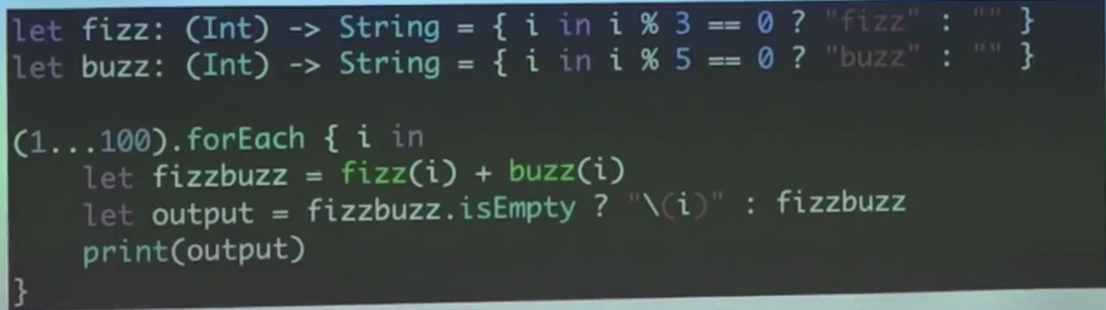 let fizz: (Int) -> String = { i in i % 3 == 0 ? "fizz" : "" }
let buzz: (Int) -> String = { i in i % 5 == 0 ? "buzz" : "" }

(1...100).forEach { i in
    let fizzbuzz = fizz(i) + buzz(i)
    let output = fizzbuzz.isEmpty ? "\(i)" : fizzbuzz
    print(output)
}